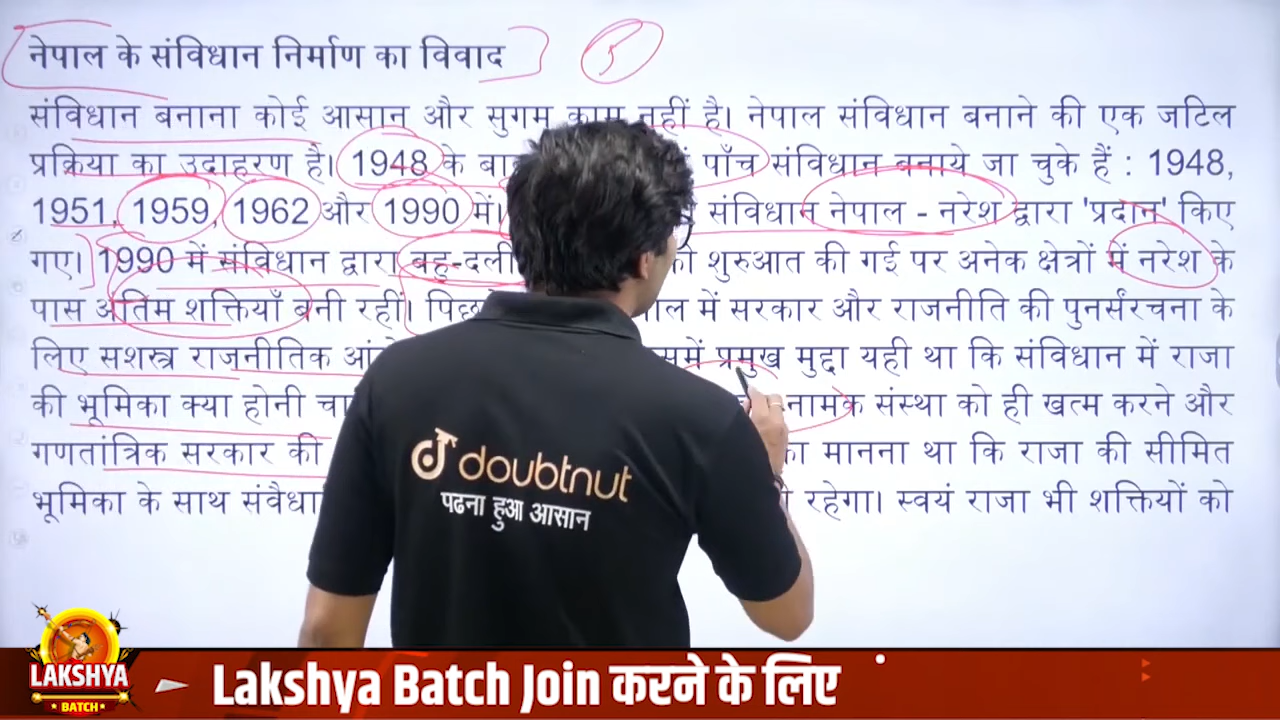 नेपाल के संविधान निर्माण का विवाद
5
संविधान बनाना कोई आसान और सुगम काम नहीं है। नेपाल संविधान बनाने की एक जटिल
प्रक्रिया का उदाहरण है। 1948 के पाँच संविधान बनाये जा चुके हैं : 1948,
1951, 1959, 1962 और 1990 में। संविधान नेपाल - नरेश द्वारा 'प्रदान' किए
गए। 1990 में संविधान द्वारा बहु-दली शुरुआत की गई पर अनेक क्षेत्रों में नरेश के
पास अंतिम शक्तियाँ बनी रहीं। में सरकार और राजनीति की पुनर्संरचना के
लिए सशस्त्र राजनीतिक प्रमुख मुद्दा यही था कि संविधान में राजा
की भूमिका क्या होनी नामक संस्था को ही खत्म करने और
गणतांत्रिक सरकार की मानना था कि राजा की सीमित
भूमिका के साथ रहेगा। स्वयं राजा भी शक्तियों को
doubtnut
पढना हुआ आसान
LAKSHYA
BATCH
Lakshya Batch Join करने के लिए